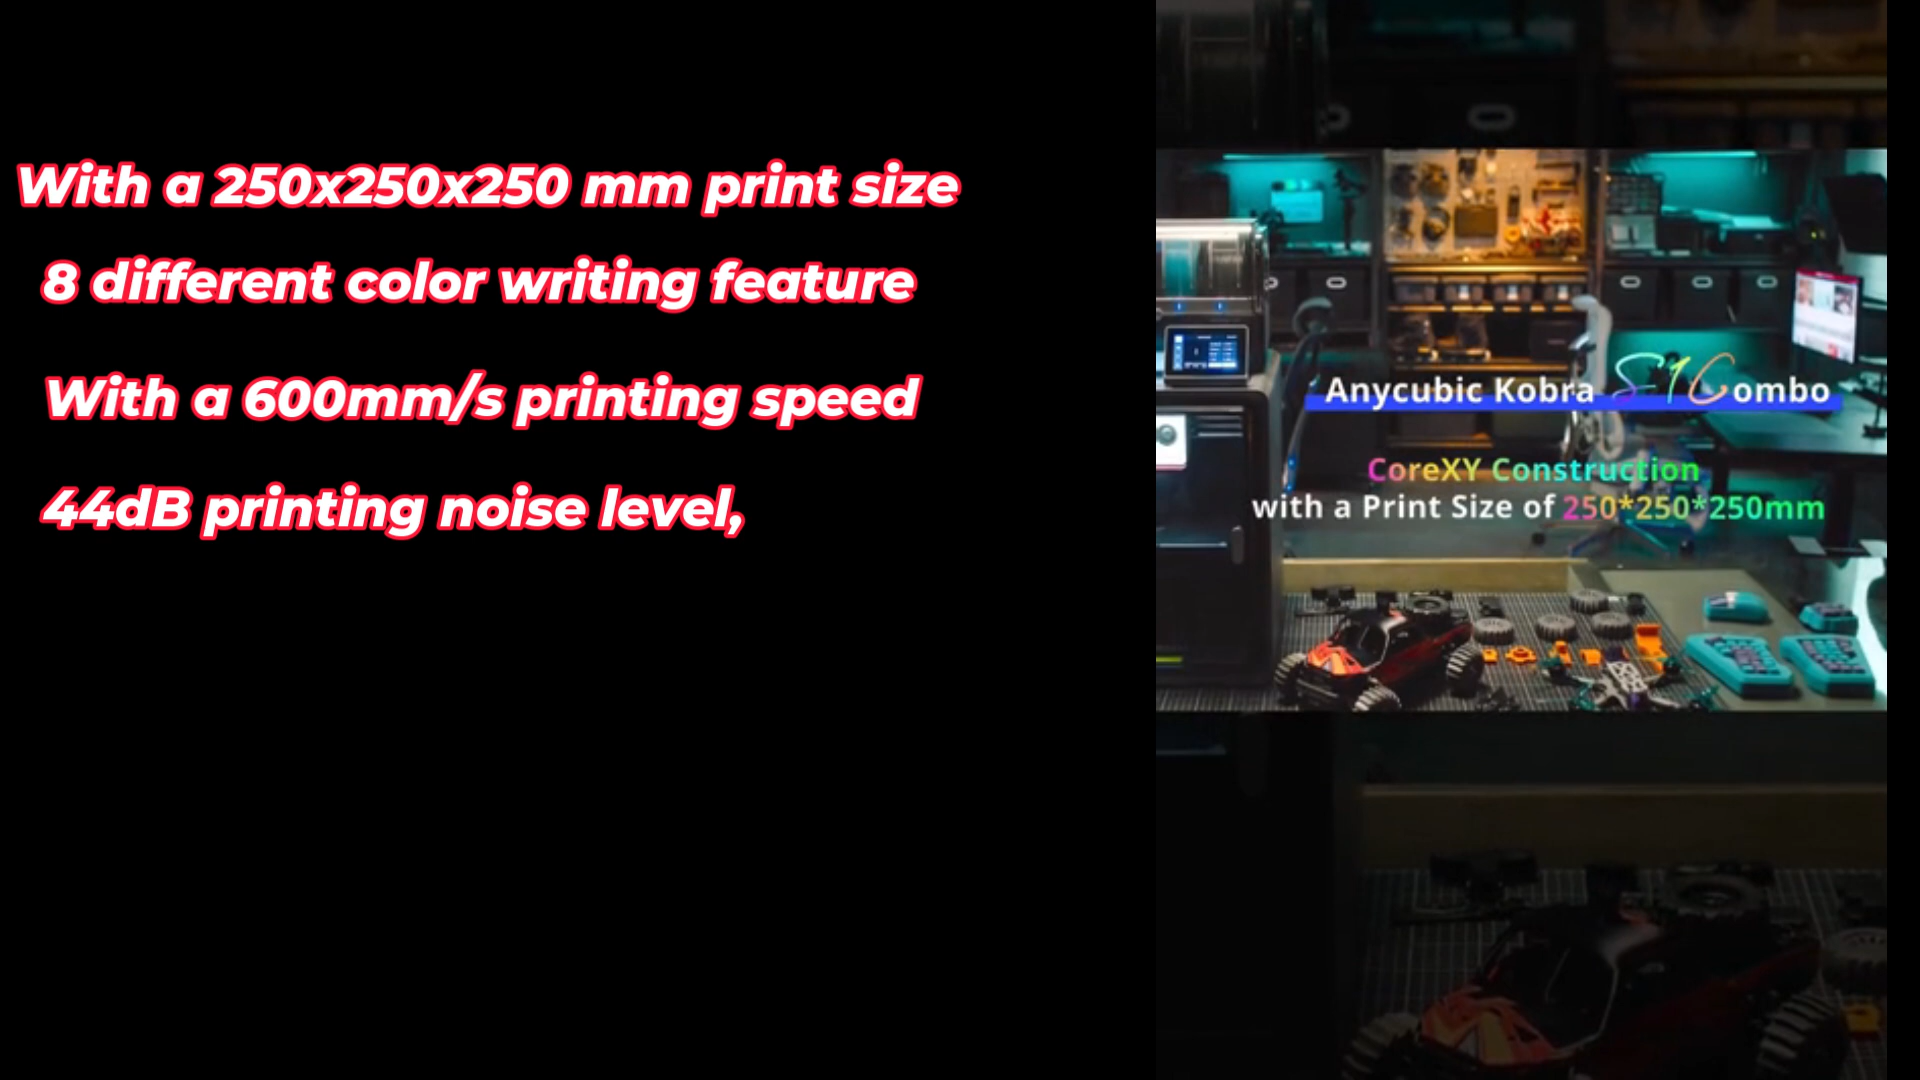 With a 250x250x250 mm print size
8 different color writing feature
With a 600mm/s printing speed
44dB printing noise level,
Anycubic Kobra S1 Combo
CoreXY Construction
with a Print Size of 250*250*250mm